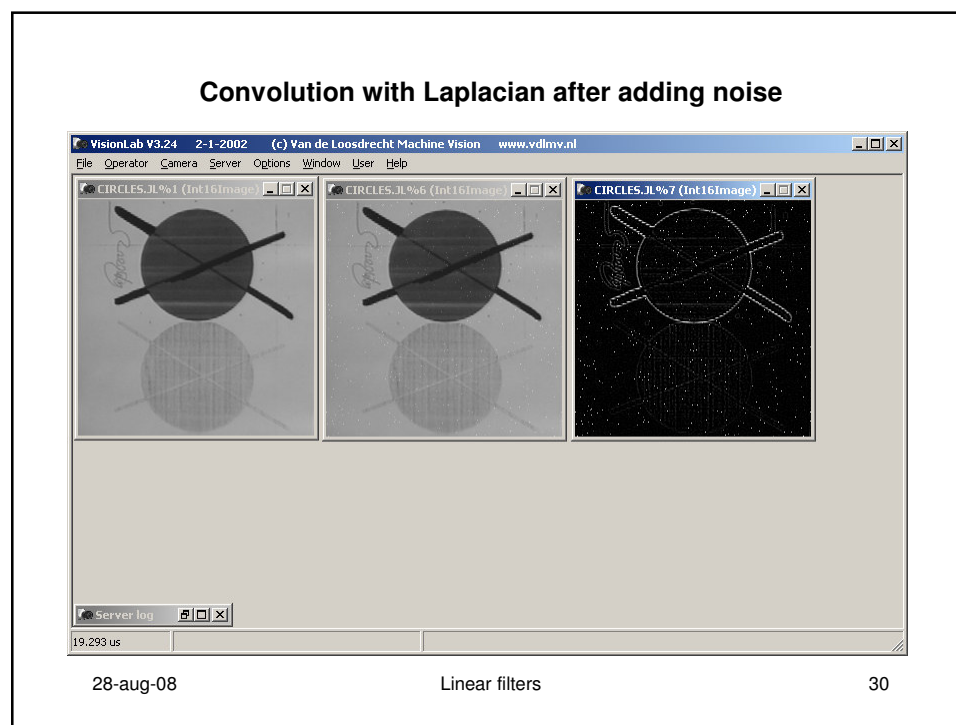 Convolution with Laplacian after adding noise
VisionLab V3.24 2-1-2002 (c) Van de Loosdrecht Machine Vision www.vdlmv.nl
File Operator Camera Server Options Window User Help
CIRCLES.JL%1 (Int16Image) CIRCLES.JL%6 (Int16Image) CIRCLES.JL%7 (Int16Image)
Server log
19.293 us
28-aug-08 Linear filters 30